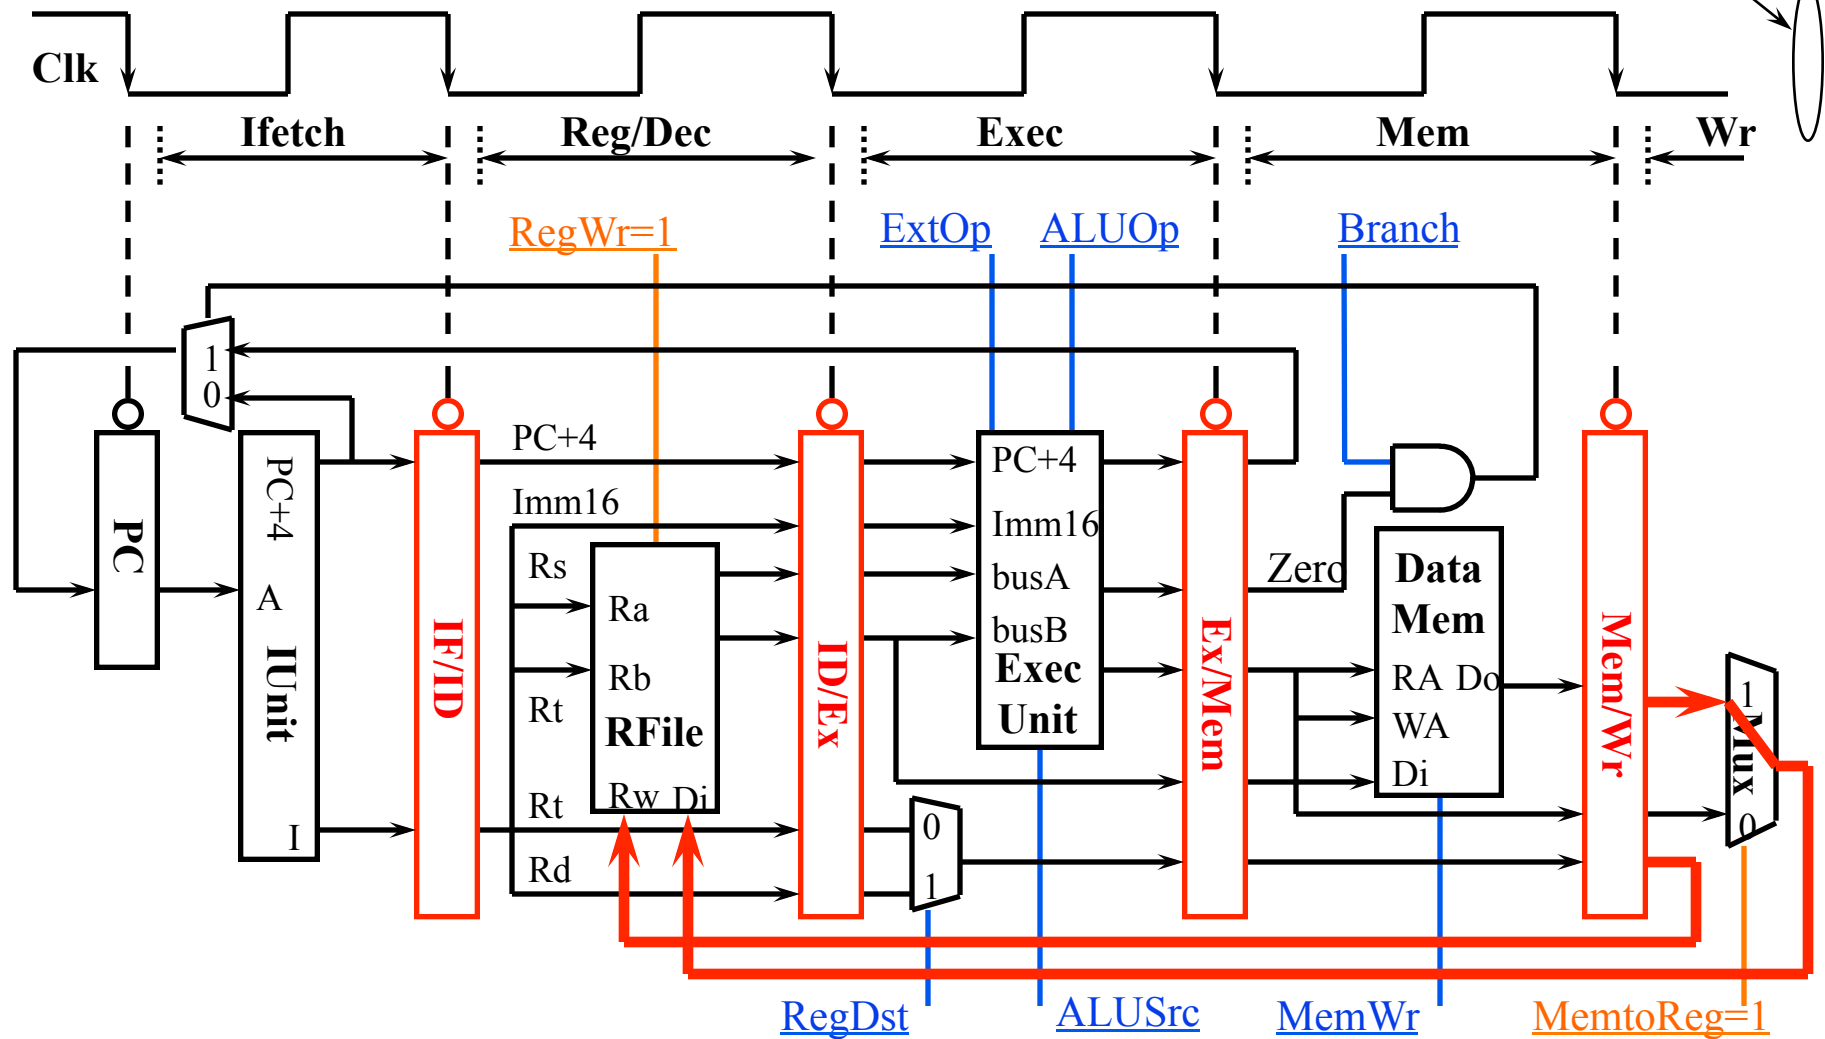 Clk
Ifetch
Reg/Dec
Exec
Mem
Wr
RegWr=1
ExtOp
ALUOp
Branch
1
0
PC
PC+4
A
IUnit
I
IF/ID
PC+4
Imm16
Rs
Rt
Rt
Rd
Ra
Rb
RFile
Rw Di
ID/Ex
0
1
PC+4
Imm16
busA
busB
Exec
Unit
Ex/Mem
Zero
Data
Mem
RA Do
WA
Di
Mem/Wr
1
Mux
0
RegDst
ALUSrc
MemWr
MemtoReg=1